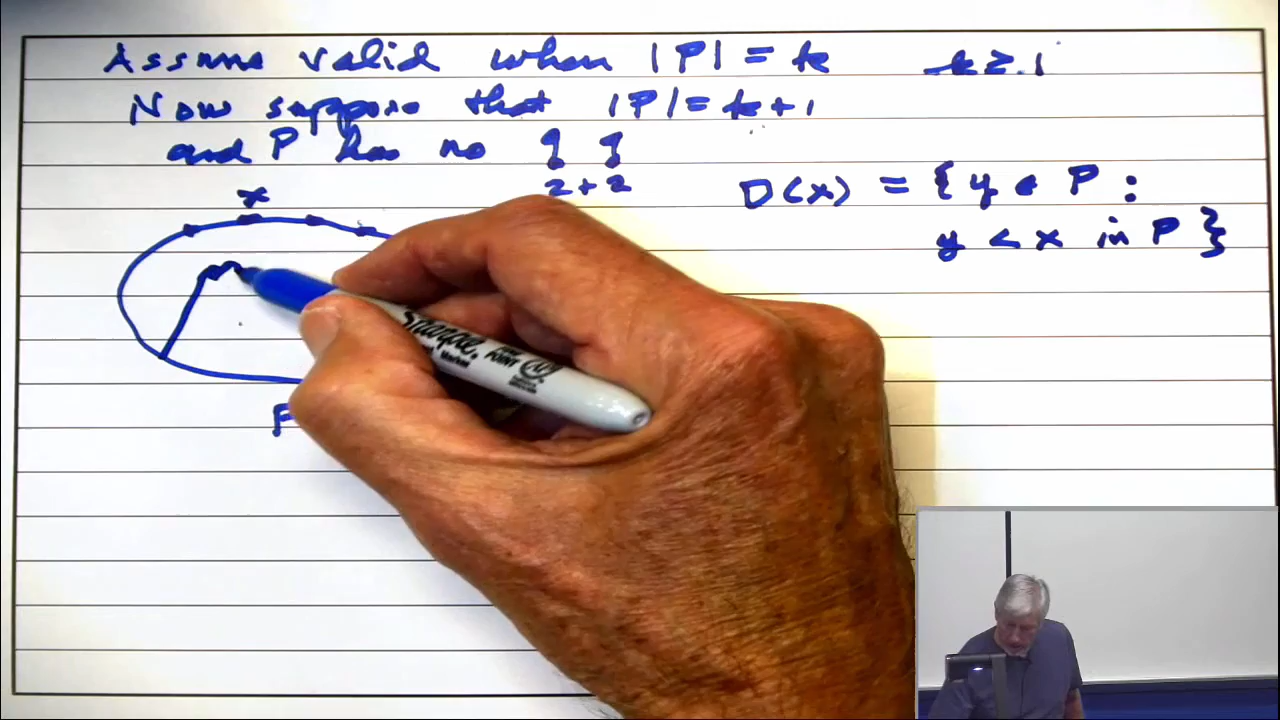 Assume valid when |P| = k k ≥ 1
Now suppose that |P| = k + 1
and P has no
2 + 2
D(x) = { y ∈ P :
y < x in P }
x
P
Sharpie.